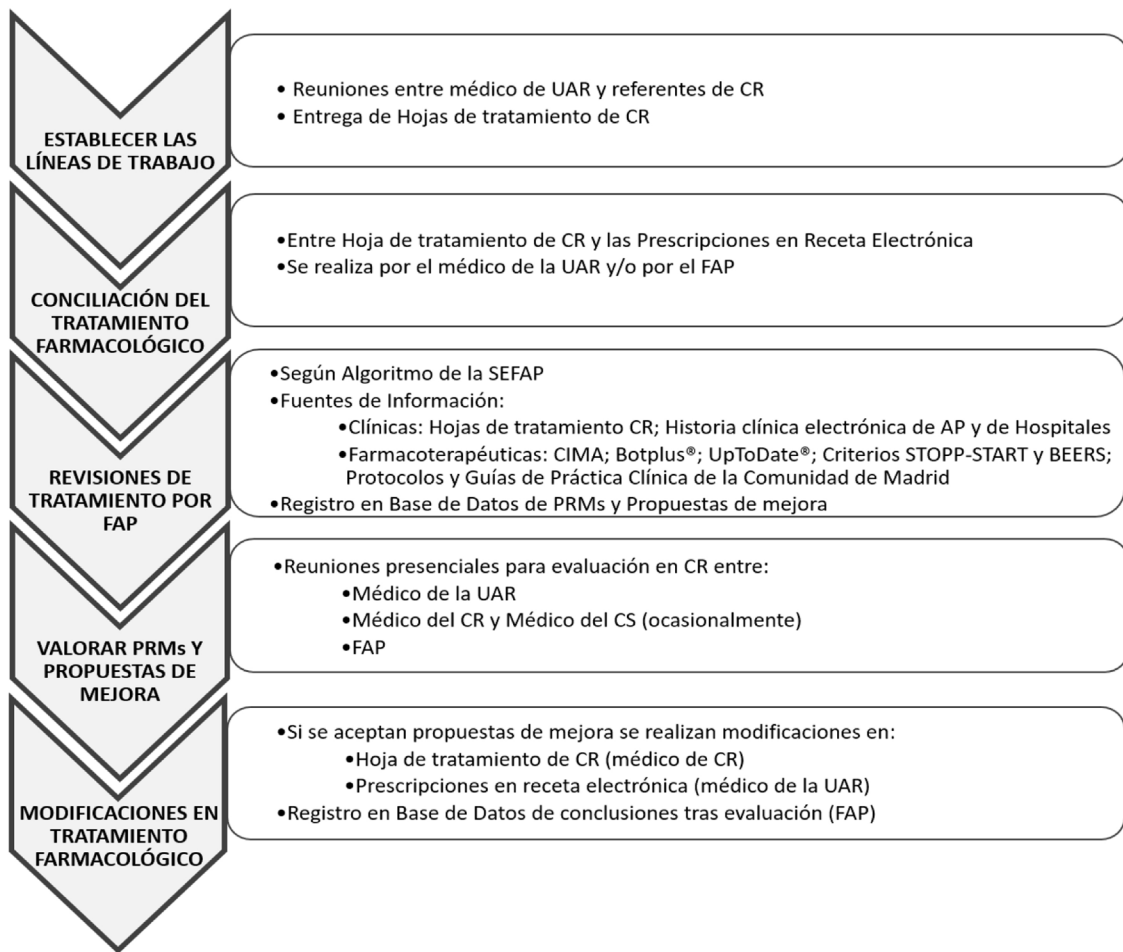 ESTABLECER LAS
LÍNEAS DE TRABAJO
• Reuniones entre médico de UAR y referentes de CR
• Entrega de Hojas de tratamiento de CR
CONCILIACIÓN DEL
TRATAMIENTO
FARMACOLÓGICO
•Entre Hoja de tratamiento de CR y las Prescripciones en Receta Electrónica
•Se realiza por el médico de la UAR y/o por el FAP
REVISIONES DE
TRATAMIENTO POR
FAP
•Según Algoritmo de la SEFAP
•Fuentes de Información:
•Clínicas: Hojas de tratamiento CR; Historia clínica electrónica de AP y de Hospitales
•Farmacoterapéuticas: CIMA; Botplus®; UpToDate®; Criterios STOPP-START y BEERS;
Protocolos y Guías de Práctica Clínica de la Comunidad de Madrid
•Registro en Base de Datos de PRMs y Propuestas de mejora
VALORAR PRMs Y
PROPUESTAS DE
MEJORA
•Reuniones presenciales para evaluación en CR entre:
•Médico de la UAR
•Médico del CR y Médico del CS (ocasionalmente)
•FAP
MODIFICACIONES EN
TRATAMIENTO
FARMACOLÓGICO
•Si se aceptan propuestas de mejora se realizan modificaciones en:
•Hoja de tratamiento de CR (médico de CR)
•Prescripciones en receta electrónica (médico de la UAR)
•Registro en Base de Datos de conclusiones tras evaluación (FAP)